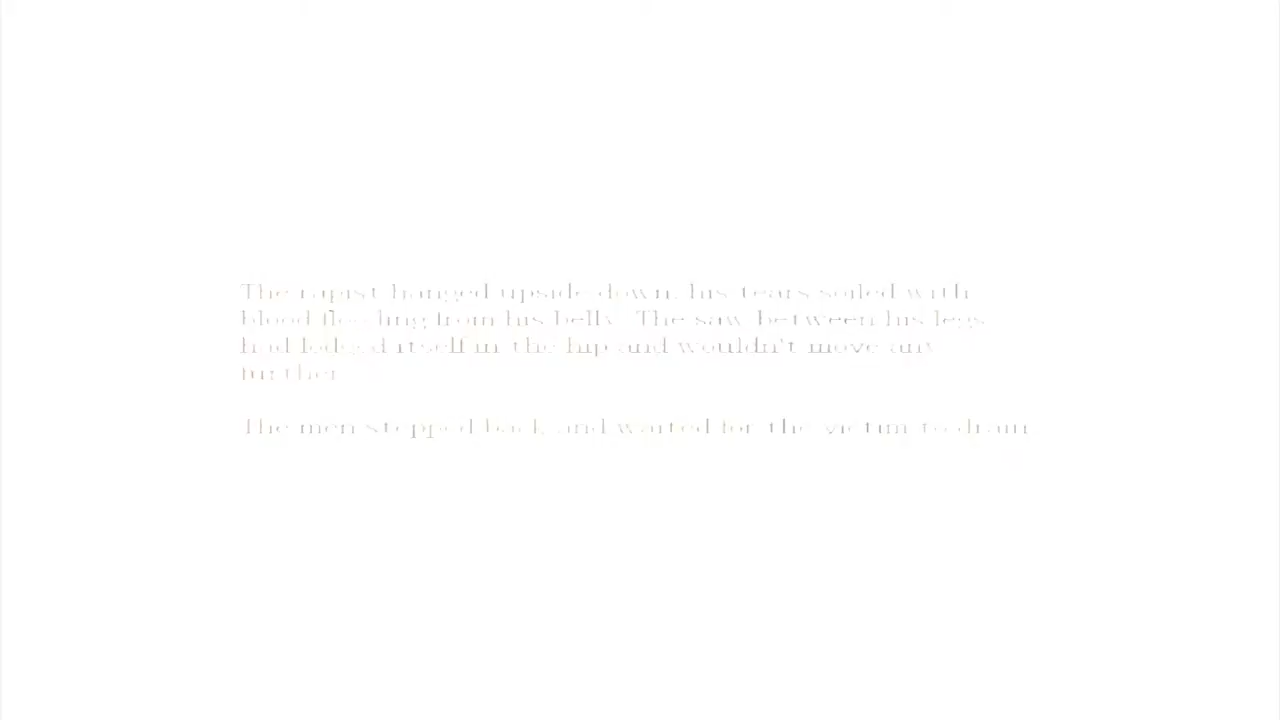 The rapist hanged upside down, his tears soiled with
blood flooding from his belly. The saw between his legs
had lodged itself in the hip and wouldn't move any
further.
The men stepped back and waited for the victim to drain.